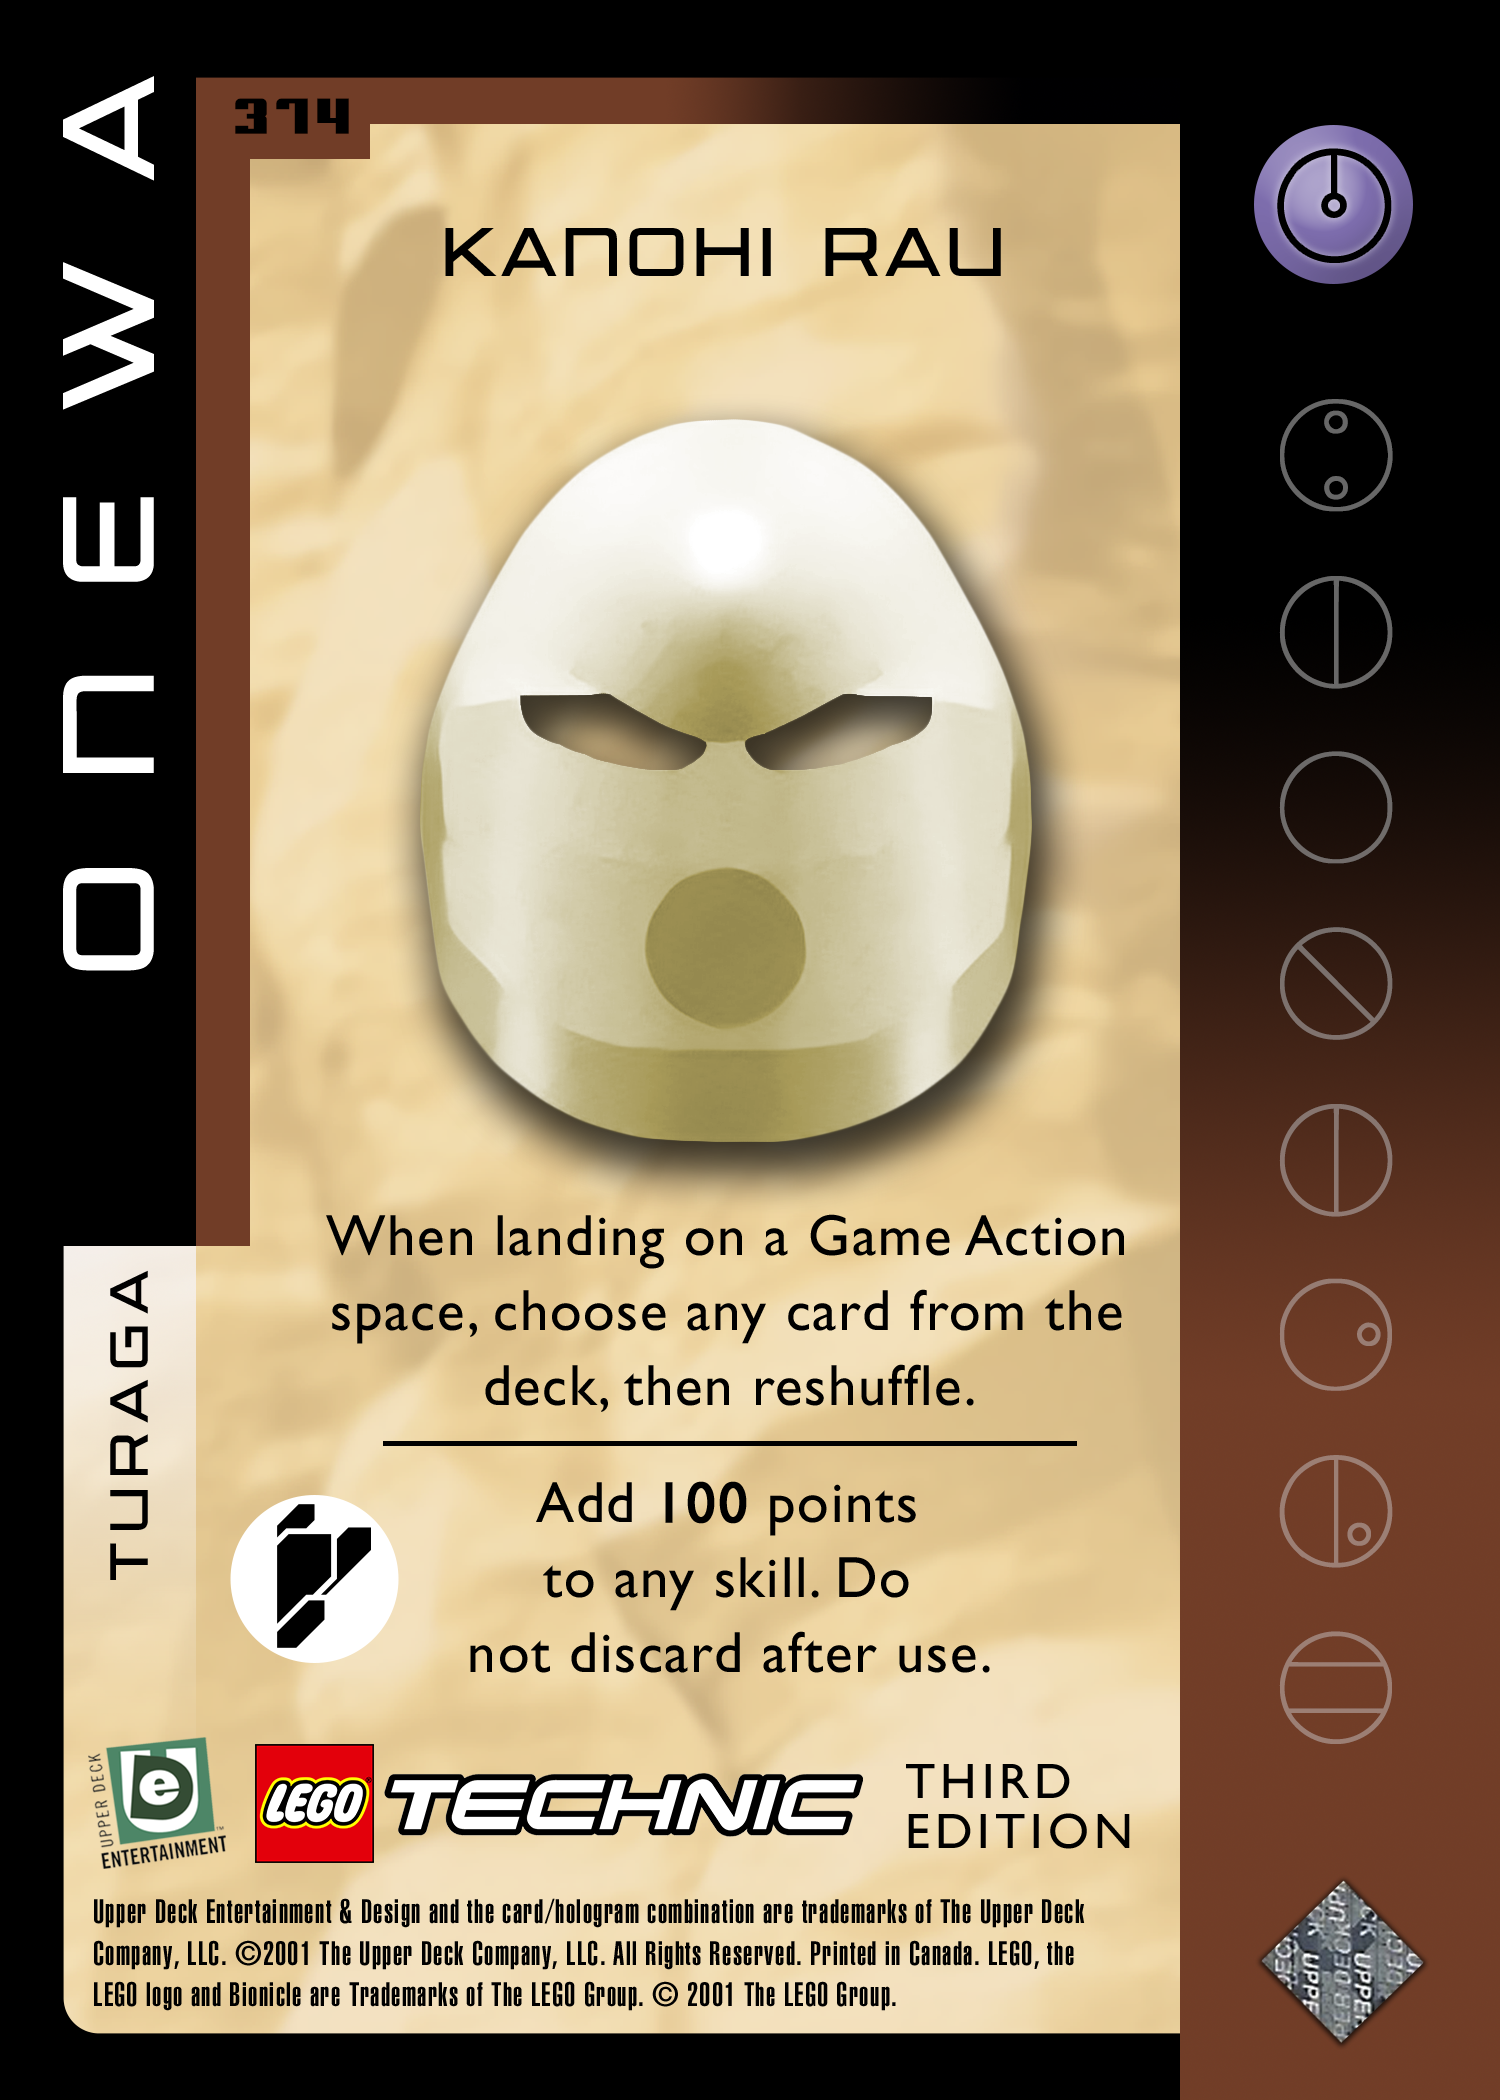 374
ONEWA
TURAGA
KANOHI RAU
When landing on a Game Action
space, choose any card from the
deck, then reshuffle.
Add 100 points
to any skill. Do
not discard after use.
UPPER DECK
e
ENTERTAINMENT™
LEGO
TECHNIC
THIRD
EDITION
Upper Deck Entertainment & Design and the card/hologram combination are trademarks of The Upper Deck
Company, LLC. ©2001 The Upper Deck Company, LLC. All Rights Reserved. Printed in Canada. LEGO, the
LEGO logo and Bionicle are Trademarks of The LEGO Group. © 2001 The LEGO Group.